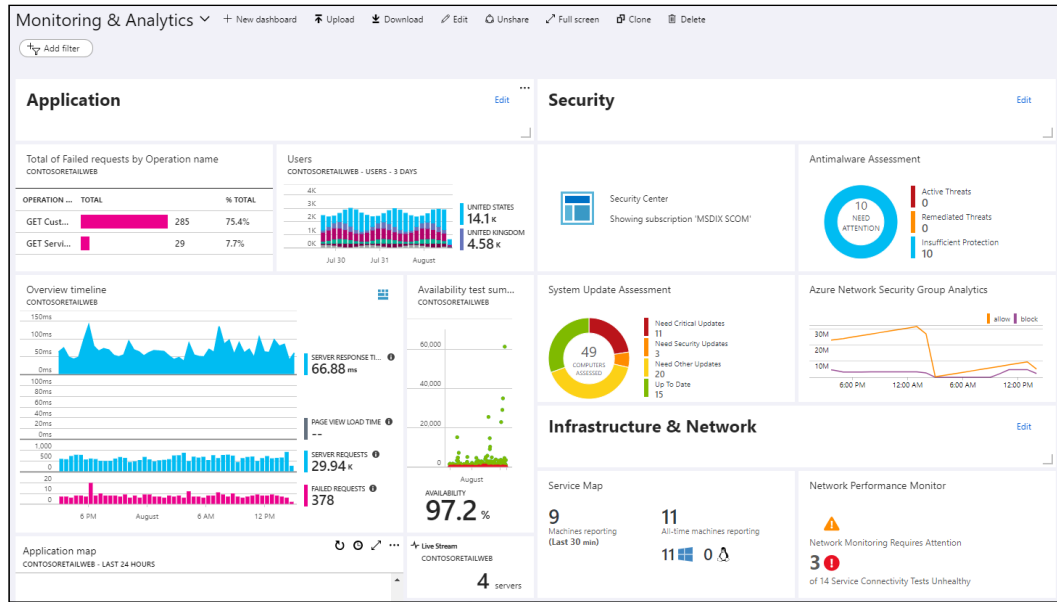 Monitoring & Analytics
+ New dashboard Upload Download Edit Unshare Full screen Clone Delete
Add filter
Application
Edit
Total of Failed requests by Operation name
CONTOSORETAILWEB
OPERATION ... TOTAL % TOTAL
GET Cust... 285 75.4%
GET Servi... 29 7.7%
Users
CONTOSORETAILWEB - USERS - 3 DAYS
4K
3K
2K
1K
0K
Jul 30 Jul 31 August
UNITED STATES
14.1 K
UNITED KINGDOM
4.58 K
Overview timeline
CONTOSORETAILWEB
150ms
100ms
50ms
0ms
SERVER RESPONSE TI...
66.88 ms
100ms
80ms
60ms
40ms
20ms
0ms
PAGE VIEW LOAD TIME
--
1,000
500
0
SERVER REQUESTS
29.94 K
20
10
0
FAILED REQUESTS
378
6 PM August 6 AM 12 PM
Availability test sum...
CONTOSORETAILWEB
60,000
40,000
20,000
0
August
AVAILABILITY
97.2 %
Application map
CONTOSORETAILWEB - LAST 24 HOURS
Live Stream
CONTOSORETAILWEB
4 servers
Security
Edit
Security Center
Showing subscription 'MSDIX SCOM'
Antimalware Assessment
10
NEED
ATTENTION
Active Threats
0
Remediated Threats
0
Insufficient Protection
10
System Update Assessment
49
COMPUTERS
ASSESSED
Need Critical Updates
11
Need Security Updates
3
Need Other Updates
20
Up To Date
15
Azure Network Security Group Analytics
allow block
30M
20M
10M
6:00 PM 12:00 AM 6:00 AM 12:00 PM
Infrastructure & Network
Edit
Service Map
9
Machines reporting
(Last 30 min)
11
All-time machines reporting
11 0
Network Performance Monitor
Network Monitoring Requires Attention
3
of 14 Service Connectivity Tests Unhealthy